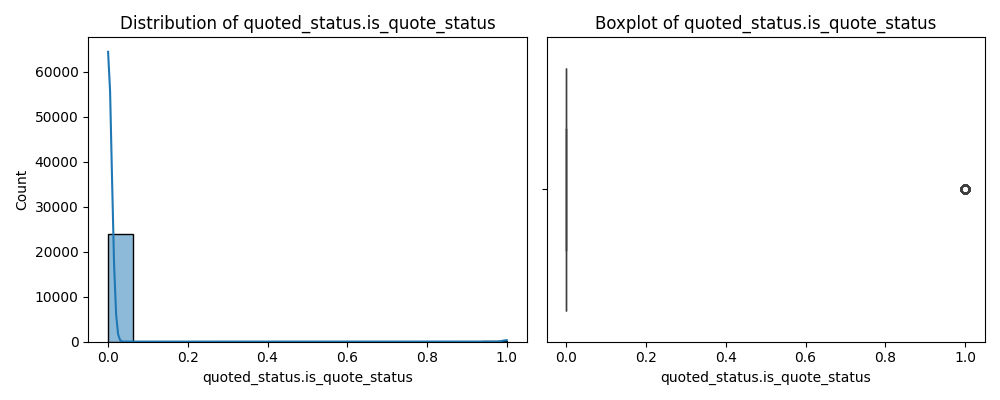 Distribution of quoted_status.is_quote_status
Boxplot of quoted_status.is_quote_status
60000
50000
40000
30000
20000
10000
0
Count
0.0 0.2 0.4 0.6 0.8 1.0
quoted_status.is_quote_status
0.0 0.2 0.4 0.6 0.8 1.0
quoted_status.is_quote_status